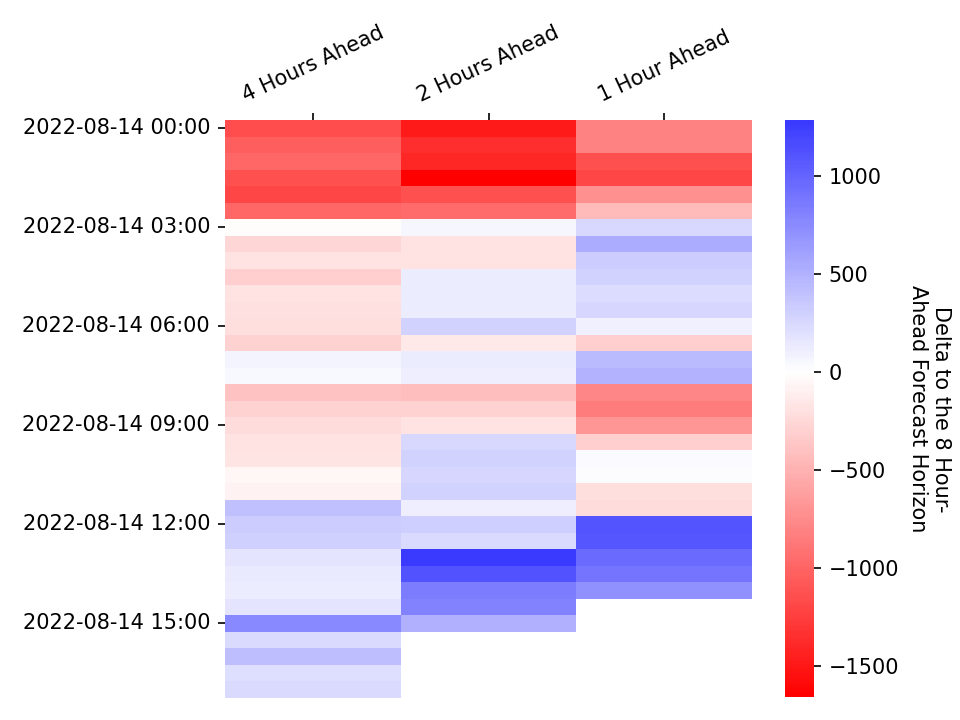 4 Hours Ahead
2 Hours Ahead
1 Hour Ahead
2022-08-14 00:00
2022-08-14 03:00
2022-08-14 06:00
2022-08-14 09:00
2022-08-14 12:00
2022-08-14 15:00
1000
500
0
−500
−1000
−1500
Delta to the 8 Hour-
Ahead Forecast Horizon